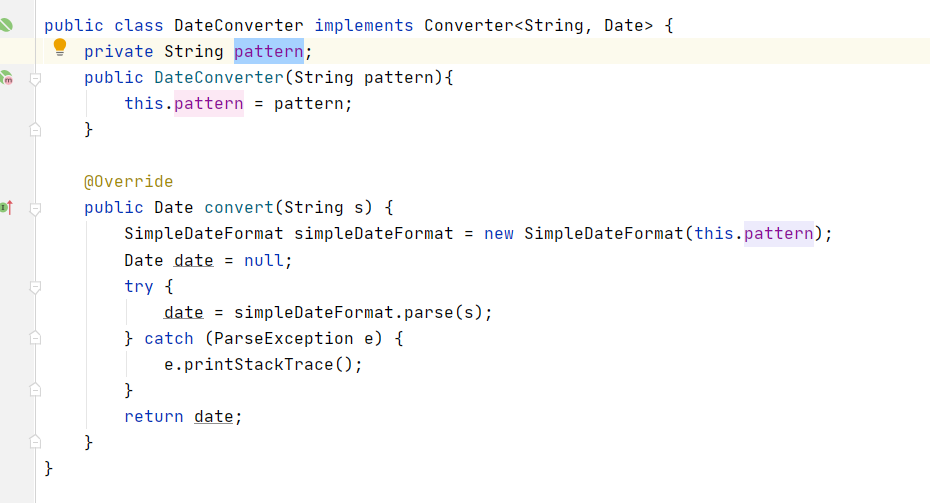 public class DateConverter implements Converter<String, Date> {
    private String pattern;
    public DateConverter(String pattern){
        this.pattern = pattern;
    }
    @Override
    public Date convert(String s) {
        SimpleDateFormat simpleDateFormat = new SimpleDateFormat(this.pattern);
        Date date = null;
        try {
            date = simpleDateFormat.parse(s);
        } catch (ParseException e) {
            e.printStackTrace();
        }
        return date;
    }
}